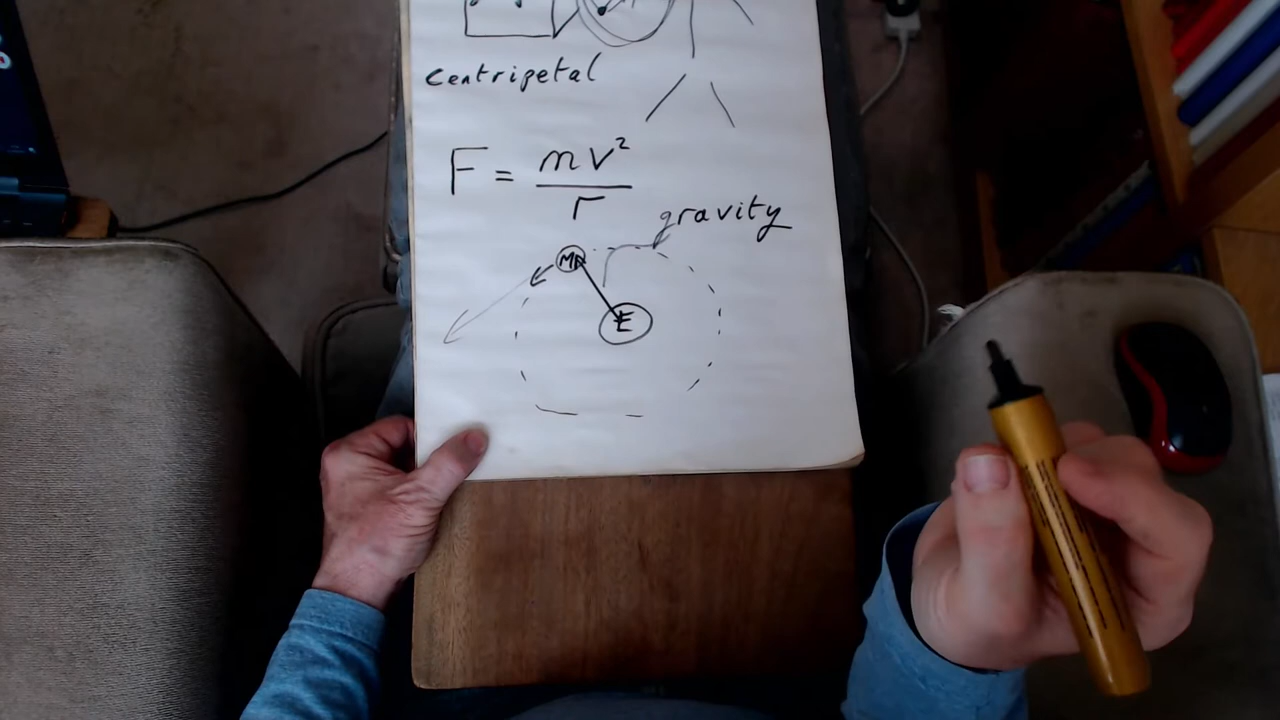 Centripetal
F = mv²/r
gravity
M
E